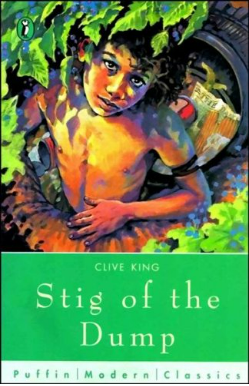 CLIVE KING
Stig of the
Dump
Puffin|Modern|Classics